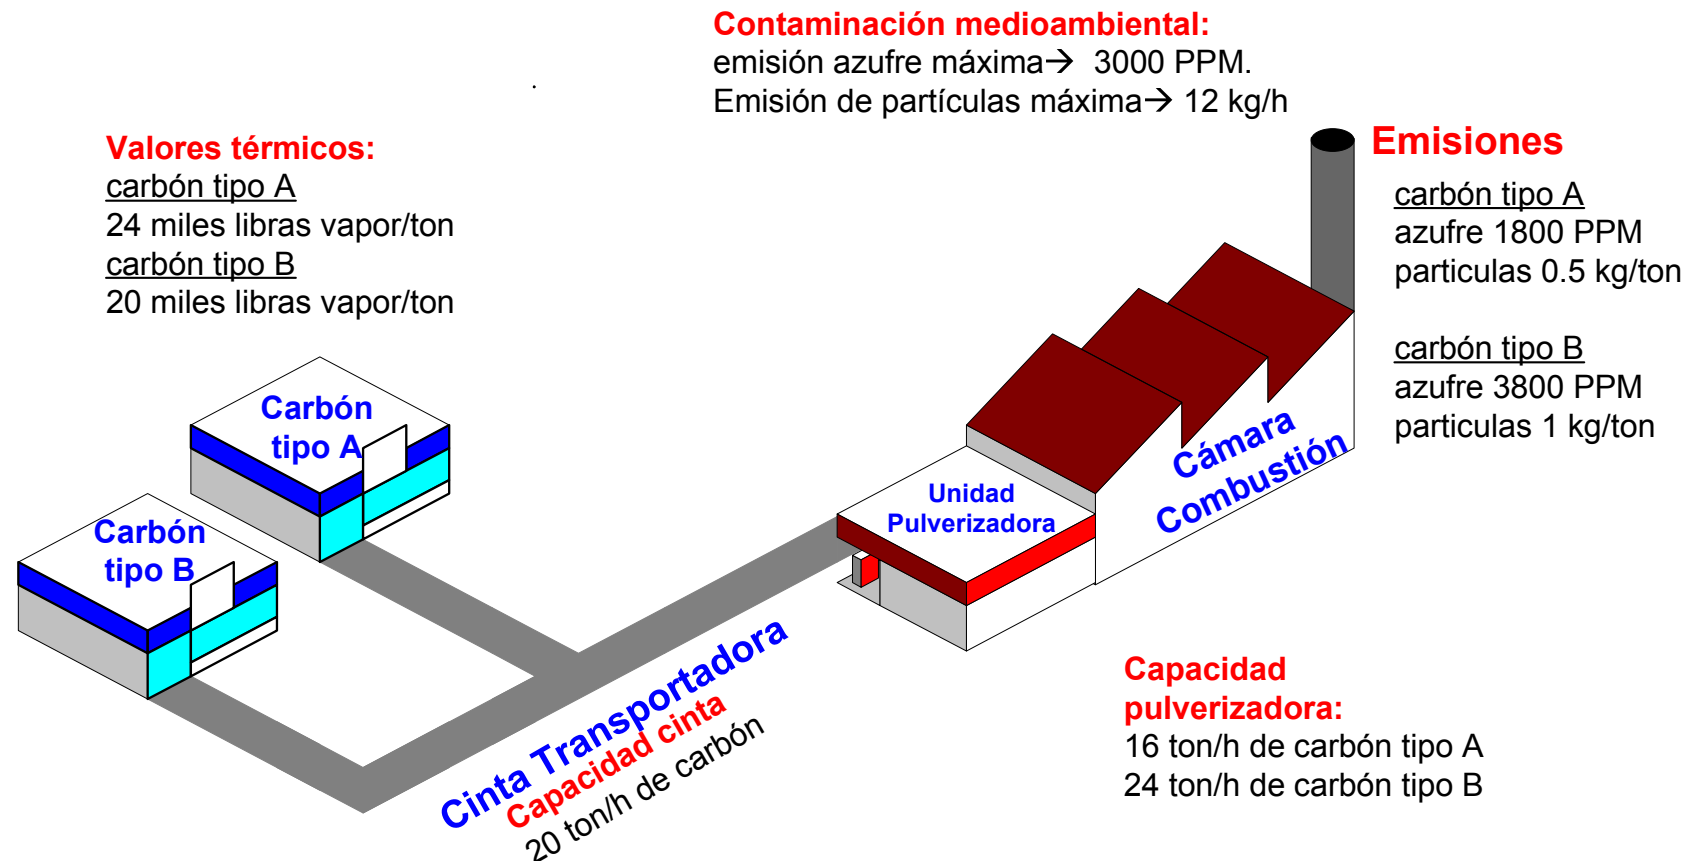 Contaminación medioambiental:
emisión azufre máxima→ 3000 PPM.
Emisión de partículas máxima→ 12 kg/h
Valores térmicos:
carbón tipo A
24 miles libras vapor/ton
carbón tipo B
20 miles libras vapor/ton
Emisiones
carbón tipo A
azufre 1800 PPM
particulas 0.5 kg/ton
carbón tipo B
azufre 3800 PPM
particulas 1 kg/ton
Carbón
tipo A
Carbón
tipo B
Cámara
Combustión
Unidad
Pulverizadora
Cinta Transportadora
Capacidad cinta
20 ton/h de carbón
Capacidad
pulverizadora:
16 ton/h de carbón tipo A
24 ton/h de carbón tipo B